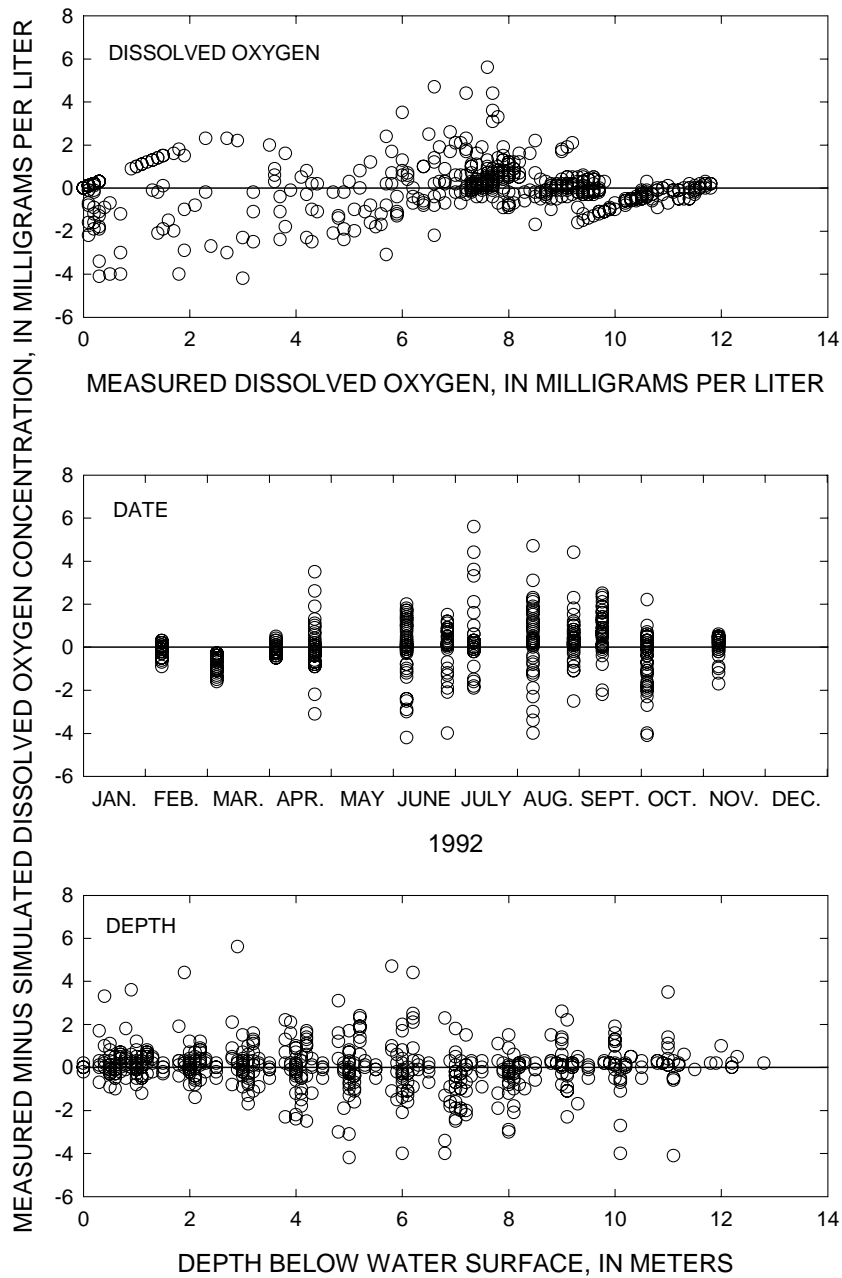 MEASURED MINUS SIMULATED DISSOLVED OXYGEN CONCENTRATION, IN MILLIGRAMS PER LITER
8
6
4
2
0
-2
-4
-6
DISSOLVED OXYGEN
0 2 4 6 8 10 12 14
MEASURED DISSOLVED OXYGEN, IN MILLIGRAMS PER LITER
8
6
4
2
0
-2
-4
-6
DATE
JAN. FEB. MAR. APR. MAY JUNE JULY AUG. SEPT. OCT. NOV. DEC.
1992
8
6
4
2
0
-2
-4
-6
DEPTH
0 2 4 6 8 10 12 14
DEPTH BELOW WATER SURFACE, IN METERS